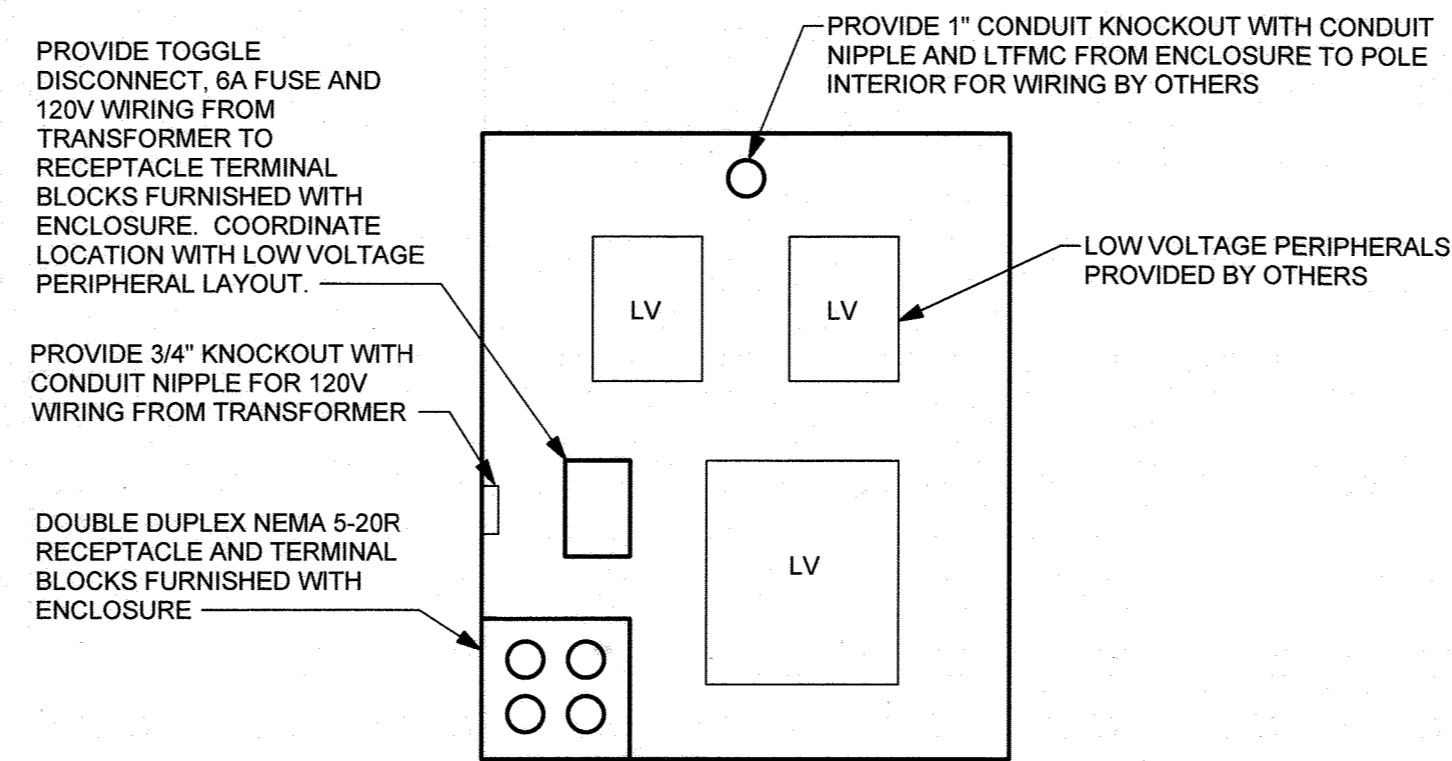 PROVIDE TOGGLE
DISCONNECT, 6A FUSE AND
120V WIRING FROM
TRANSFORMER TO
RECEPTACLE TERMINAL
BLOCKS FURNISHED WITH
ENCLOSURE. COORDINATE
LOCATION WITH LOW VOLTAGE
PERIPHERAL LAYOUT.
PROVIDE 3/4" KNOCKOUT WITH
CONDUIT NIPPLE FOR 120V
WIRING FROM TRANSFORMER
DOUBLE DUPLEX NEMA 5-20R
RECEPTACLE AND TERMINAL
BLOCKS FURNISHED WITH
ENCLOSURE
PROVIDE 1" CONDUIT KNOCKOUT WITH CONDUIT
NIPPLE AND LTFMC FROM ENCLOSURE TO POLE
INTERIOR FOR WIRING BY OTHERS
LOW VOLTAGE PERIPHERALS
PROVIDED BY OTHERS
LV
LV
LV